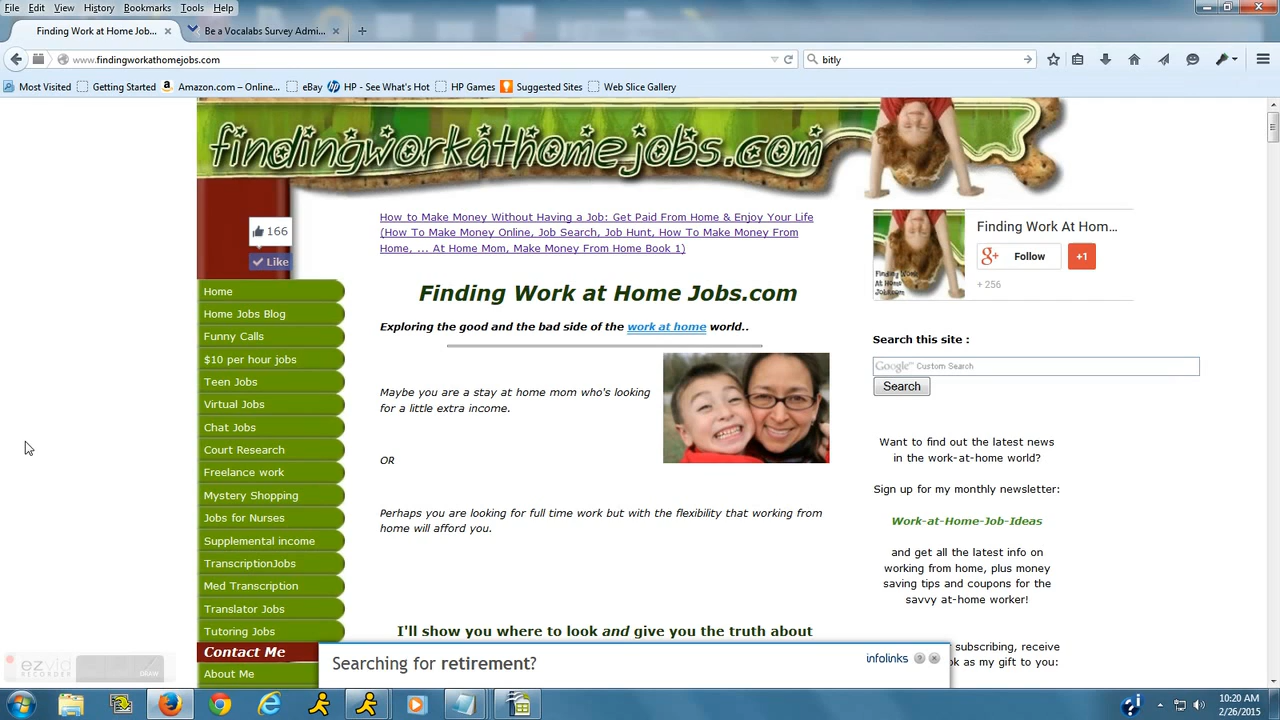 File Edit View History Bookmarks Tools Help
Finding Work at Home Job... × Be a Vocalabs Survey Admi... × +
www.findingworkathomejobs.com bitly
Most Visited Getting Started Amazon.com – Online... eBay HP - See What's Hot HP Games Suggested Sites Web Slice Gallery
findingworkathomejobs.com
166
Like
Home
Home Jobs Blog
Funny Calls
$10 per hour jobs
Teen Jobs
Virtual Jobs
Chat Jobs
Court Research
Freelance work
Mystery Shopping
Jobs for Nurses
Supplemental income
TranscriptionJobs
Med Transcription
Translator Jobs
Tutoring Jobs
Contact Me
About Me
How to Make Money Without Having a Job: Get Paid From Home & Enjoy Your Life
(How To Make Money Online, Job Search, Job Hunt, How To Make Money From
Home, ... At Home Mom, Make Money From Home Book 1)
Finding Work at Home Jobs.com
Exploring the good and the bad side of the work at home world..
Maybe you are a stay at home mom who's looking
for a little extra income.
OR
Perhaps you are looking for full time work but with the flexibility that working from
home will afford you.
I'll show you where to look and give you the truth about
Finding Work At Hom...
g+ Follow +1
+ 256
Finding Work
At Home
Jobs.com
Search this site :
Google™ Custom Search
Search
Want to find out the latest news
in the work-at-home world?
Sign up for my monthly newsletter:
Work-at-Home-Job-Ideas
and get all the latest info on
working from home, plus money
saving tips and coupons for the
savvy at-home worker!
subscribing, receive
ok as my gift to you:
Searching for retirement?
infolinks ?
ezvid
RECORDER
DRAW
10:20 AM
2/26/2015